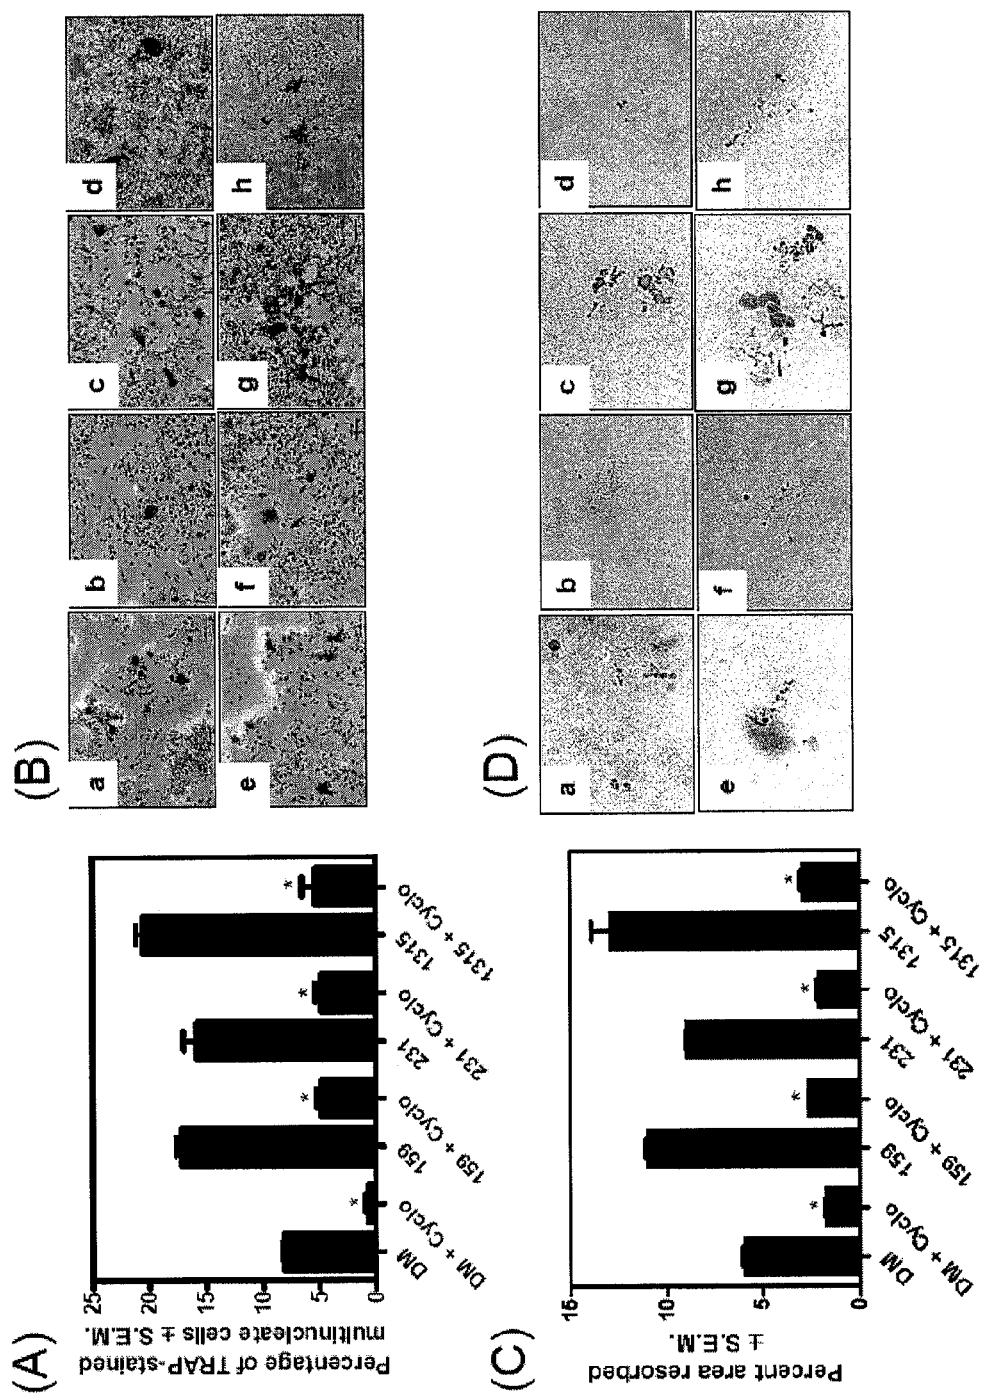 (A)
Percentage of TRAP-stained
multinucleate cells ± S.E.M.
25
20
15
10
5
0
*
*
*
*
DM
DM + Cyclo
159
159 + Cyclo
231
231 + Cyclo
1315
1315 + Cyclo
(B)
a
b
c
d
e
f
g
h
(C)
Percent area resorbed
± S.E.M.
15
10
5
0
*
*
*
*
DM
DM + Cyclo
159
159 + Cyclo
231
231 + Cyclo
1315
1315 + Cyclo
(D)
a
b
c
d
e
f
g
h